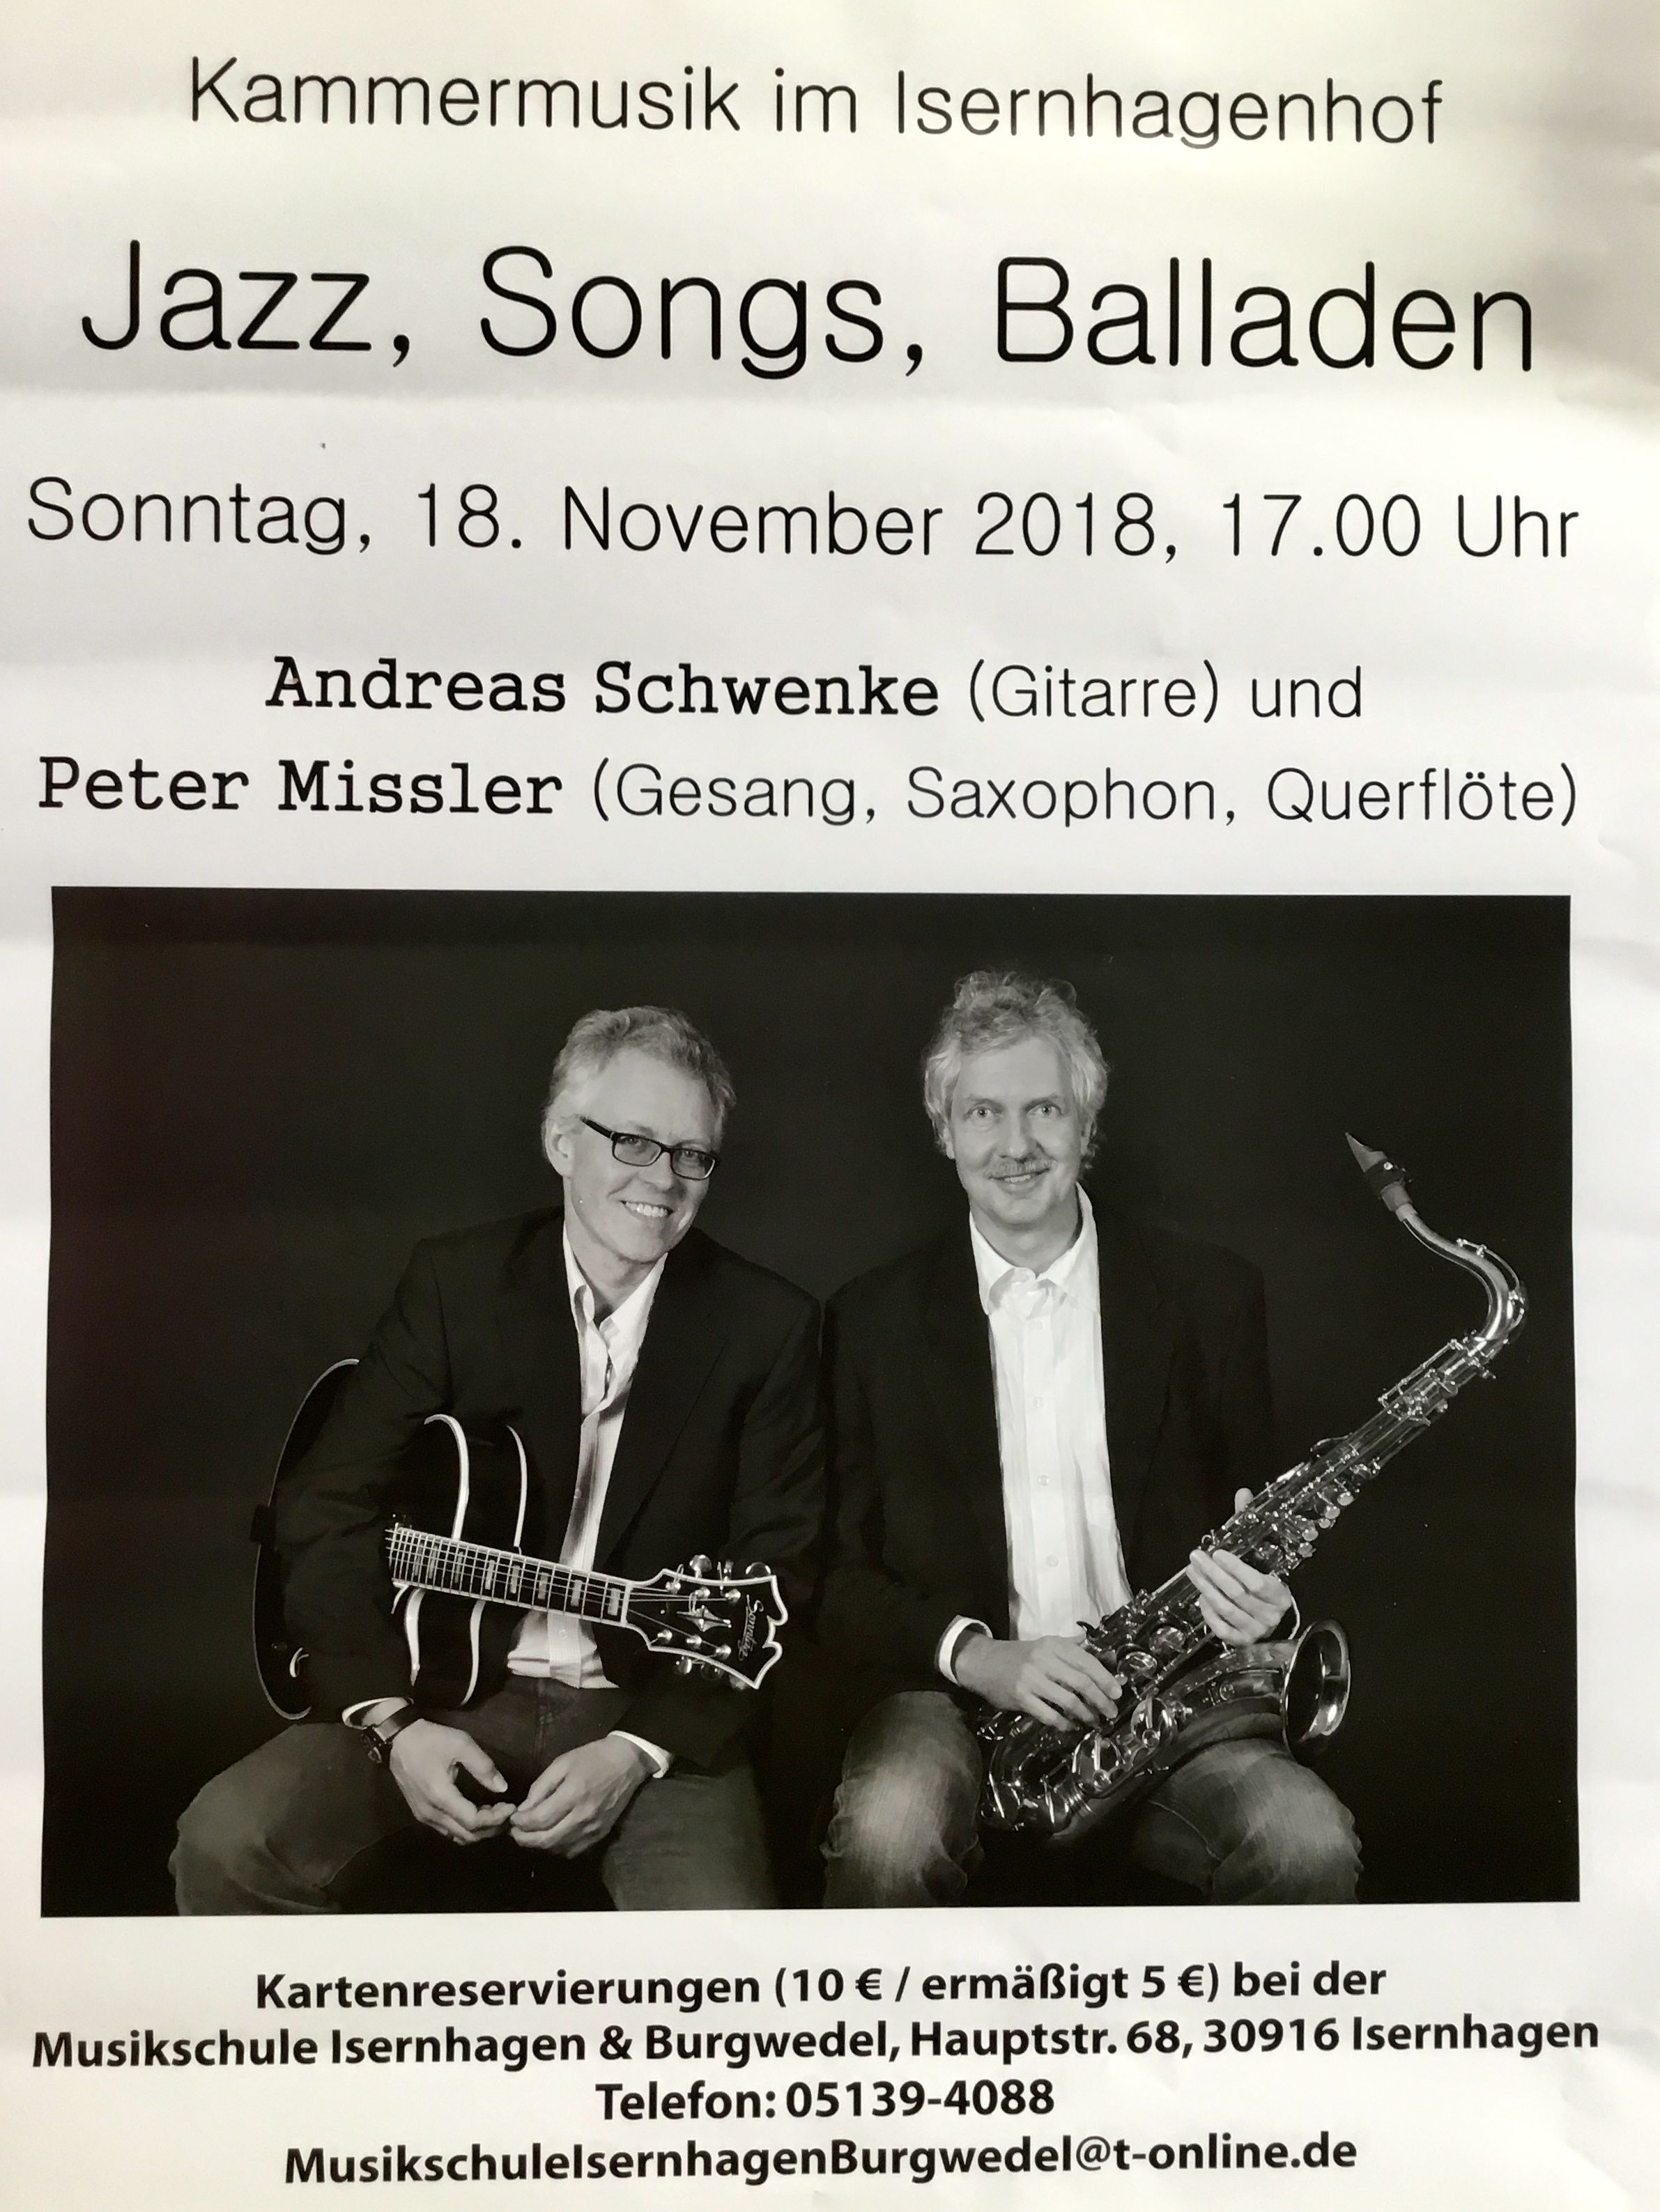 Kammermusik im Isernhagenhof
Jazz, Songs, Balladen
Sonntag, 18. November 2018, 17.00 Uhr
Andreas Schwenke (Gitarre) und
Peter Missler (Gesang, Saxophon, Querflöte)
Kartenreservierungen (10 € / ermäßigt 5 €) bei der
Musikschule Isernhagen & Burgwedel, Hauptstr. 68, 30916 Isernhagen
Telefon: 05139-4088
MusikschuleIsernhagenBurgwedel@t-online.de